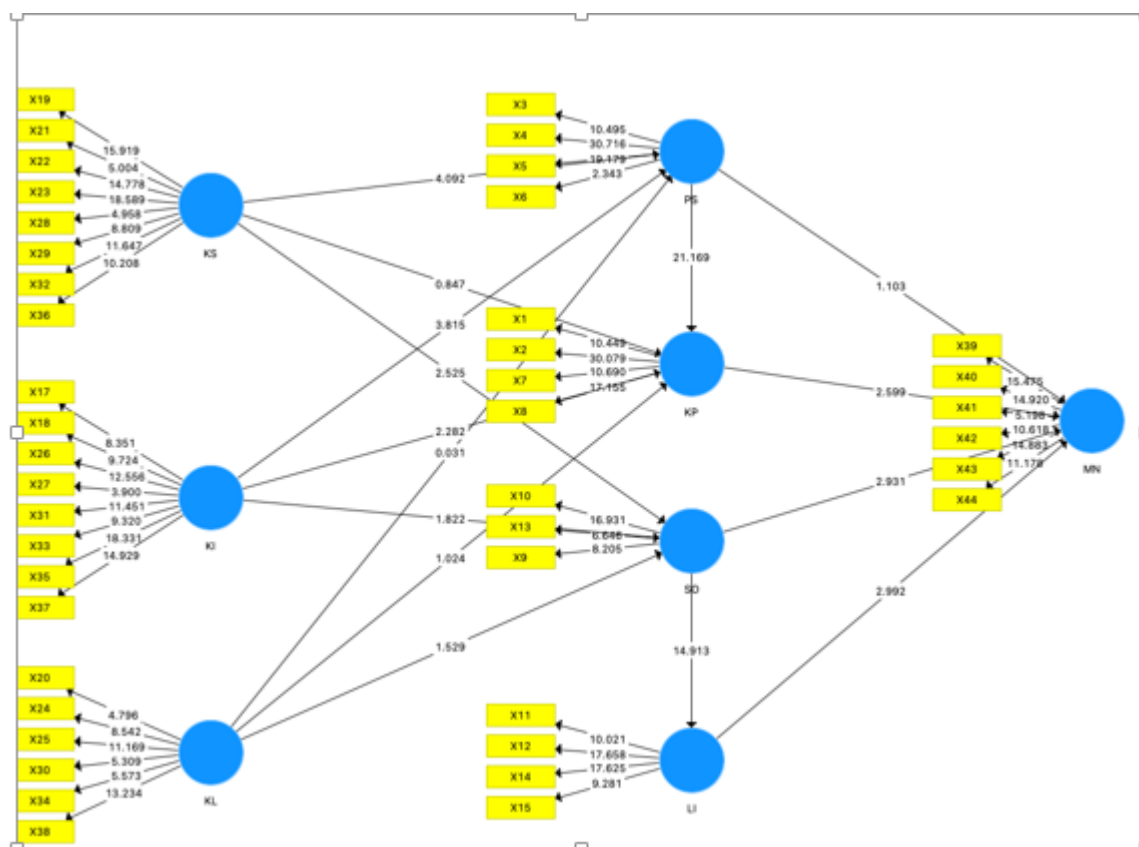 X19
X21
X22
X23
X28
X29
X32
X36
15.919
5.004
14.778
18.589
4.958
8.809
11.647
10.208
KS
X17
X18
X26
X27
X31
X33
X35
X37
8.351
9.724
12.556
3.900
11.451
9.320
18.331
14.929
KI
X20
X24
X25
X30
X34
X38
4.796
8.542
11.169
5.309
5.573
13.234
KL
4.092
0.847
3.815
2.525
2.282
0.031
1.822
1.024
1.529
X3
X4
X5
X6
10.495
30.716
19.179
2.343
PS
21.169
X1
X2
X7
X8
10.449
30.079
10.690
17.155
KP
X10
X13
X9
16.931
6.646
8.205
SD
14.913
X11
X12
X14
X15
10.021
17.658
17.625
9.281
LI
1.103
2.599
2.931
2.992
X39
X40
X41
X42
X43
X44
15.475
14.920
5.198
10.618
14.883
11.178
MN